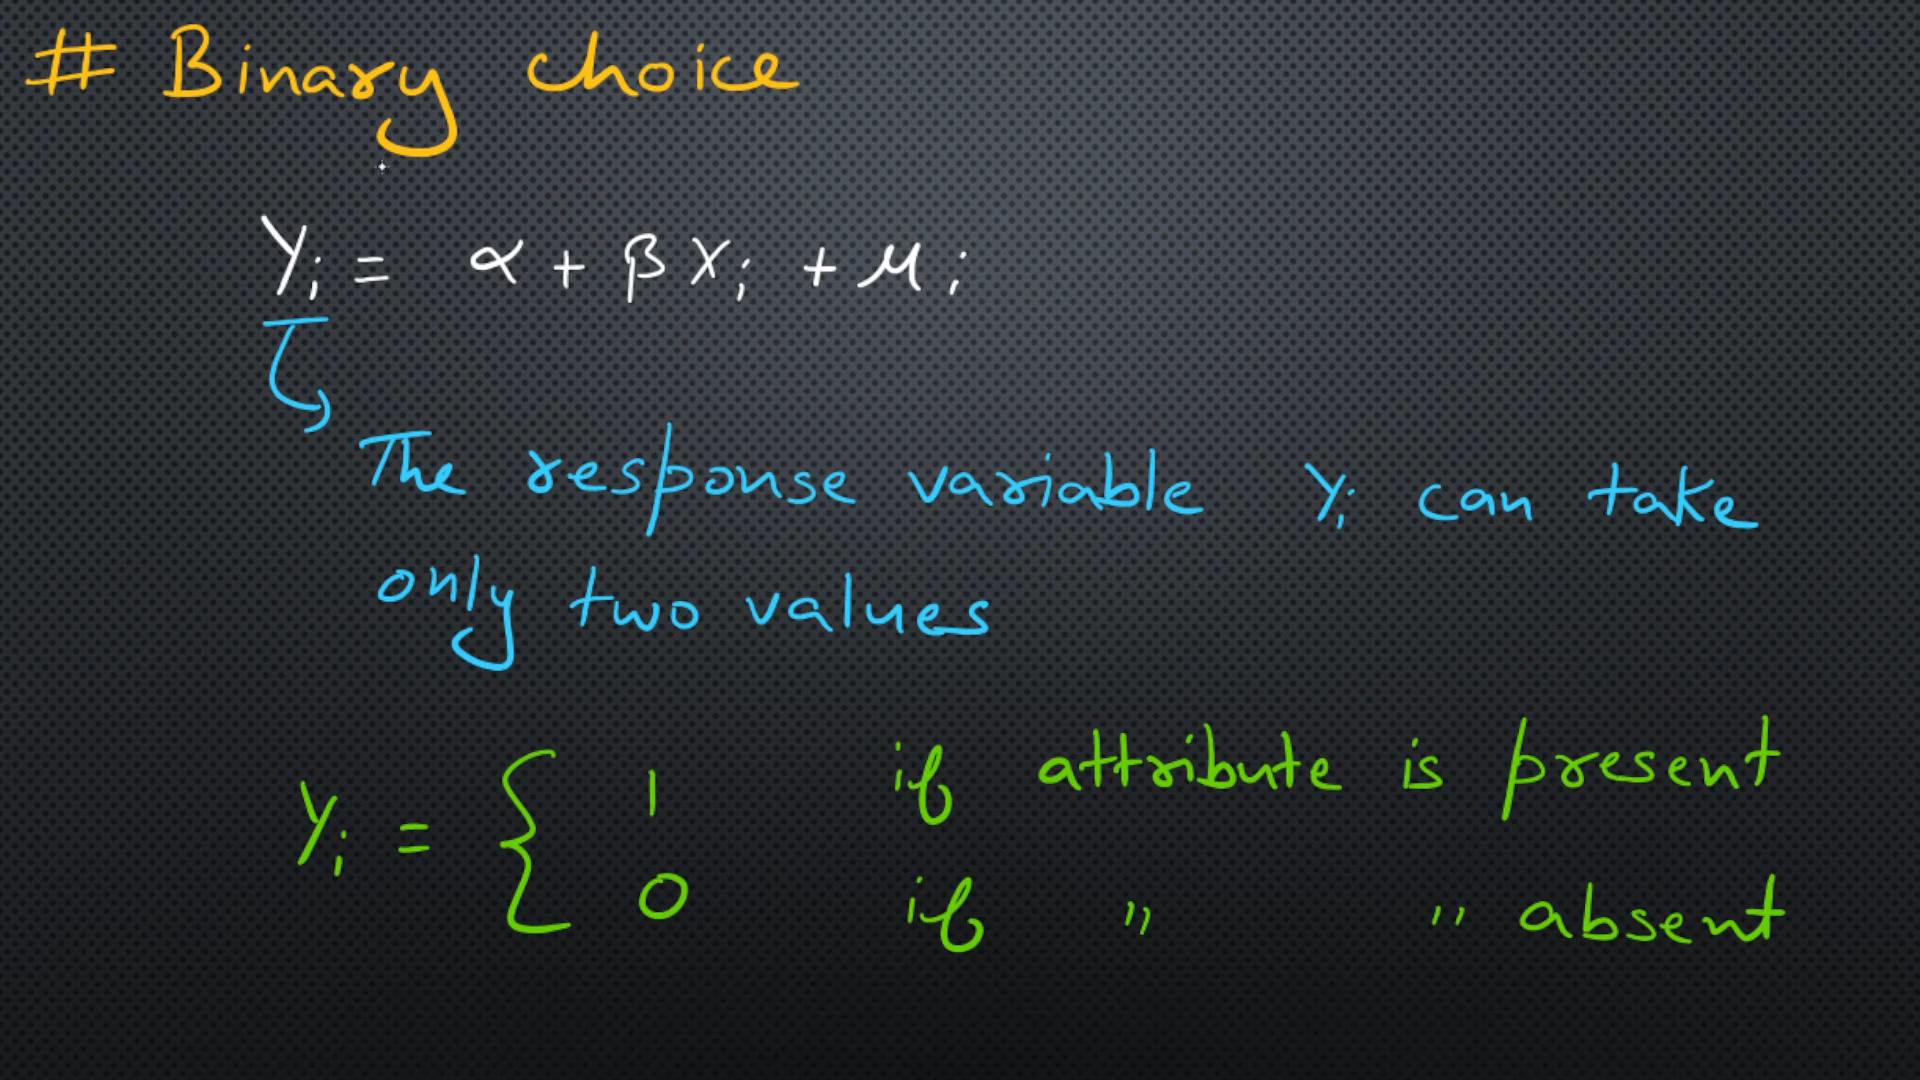 # Binary choice
Yi = α + β Xi + μi
The response variable Yi can take
only two values
Yi = { 1 if attribute is present
0 if " " absent